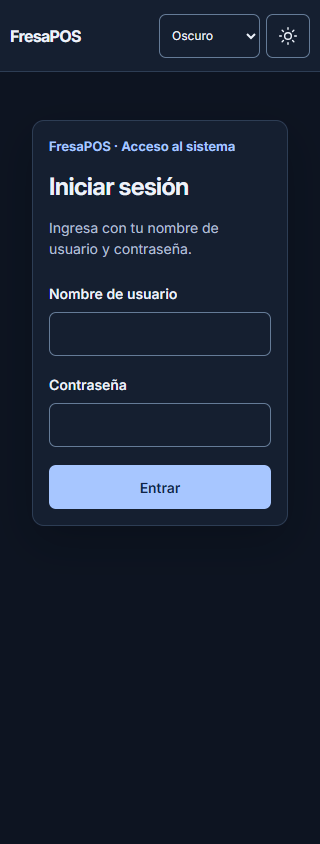 FresaPOS
Oscuro
FresaPOS · Acceso al sistema
Iniciar sesión
Ingresa con tu nombre de
usuario y contraseña.
Nombre de usuario
Contraseña
Entrar